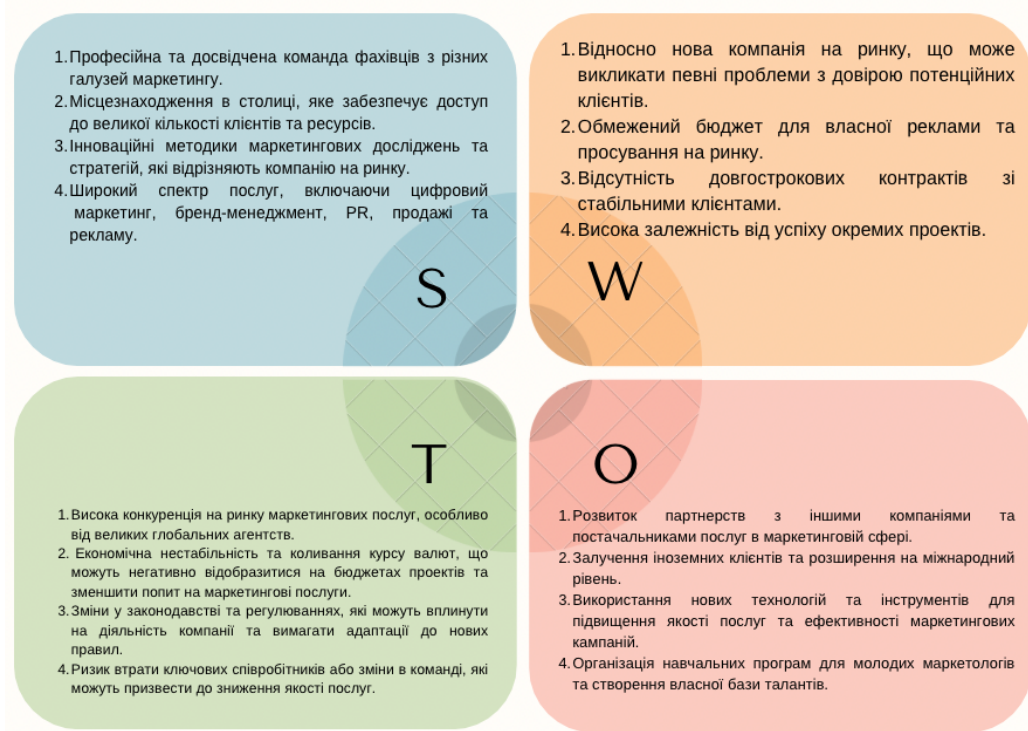 1.Професійна та досвідчена команда фахівців з різних
галузей маркетингу.
2.Місцезнаходження в столиці, яке забезпечує доступ
до великої кількості клієнтів та ресурсів.
3.Інноваційні методики маркетингових досліджень та
стратегій, які відрізняють компанію на ринку.
4.Широкий спектр послуг, включаючи цифровий
маркетинг, бренд-менеджмент, PR, продажі та
рекламу.
S
1.Відносно нова компанія на ринку, що може
викликати певні проблеми з довірою потенційних
клієнтів.
2.Обмежений бюджет для власної реклами та
просування на ринку.
3.Відсутність довгострокових контрактів зі
стабільними клієнтами.
4.Висока залежність від успіху окремих проектів.
W
T
1.Висока конкуренція на ринку маркетингових послуг, особливо
від великих глобальних агентств.
2. Економічна нестабільність та коливання курсу валют, що
можуть негативно відобразитися на бюджетах проектів та
зменшити попит на маркетингові послуги.
3.Зміни у законодавстві та регулюваннях, які можуть вплинути
на діяльність компанії та вимагати адаптації до нових
правил.
4.Ризик втрати ключових співробітників або зміни в команді, які
можуть призвести до зниження якості послуг.
O
1.Розвиток партнерств з іншими компаніями та
постачальниками послуг в маркетинговій сфері.
2.Залучення іноземних клієнтів та розширення на міжнародний
рівень.
3.Використання нових технологій та інструментів для
підвищення якості послуг та ефективності маркетингових
кампаній.
4.Організація навчальних програм для молодих маркетологів
та створення власної бази талантів.